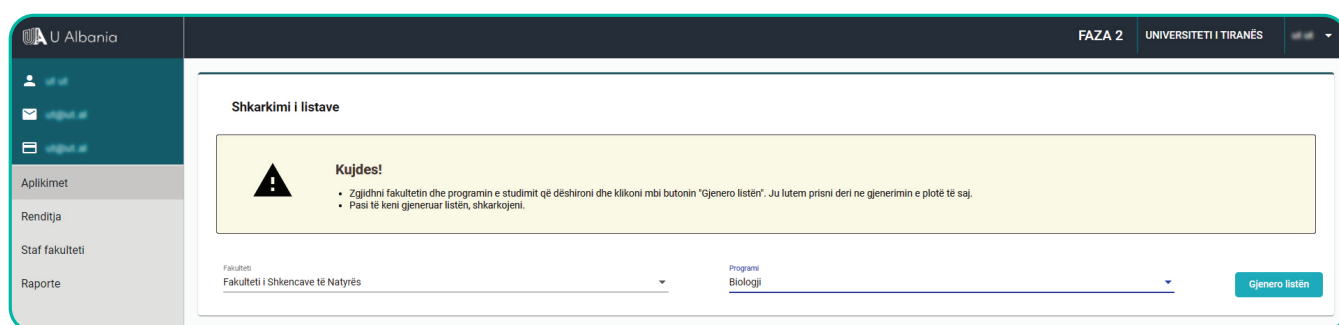 U Albania
FAZA 2
UNIVERSITETI I TIRANËS
Aplikimet
Renditja
Staf fakulteti
Raporte
Shkarkimi i listave
Kujdes!
Zgjidhni fakultetin dhe programin e studimit që dëshironi dhe klikoni mbi butonin "Gjenero listën". Ju lutem prisni deri ne gjenerimin e plotë të saj.
Pasi të keni gjeneruar listën, shkarkojeni.
Fakulteti
Fakulteti i Shkencave të Natyrës
Programi
Biologji
Gjenero listën